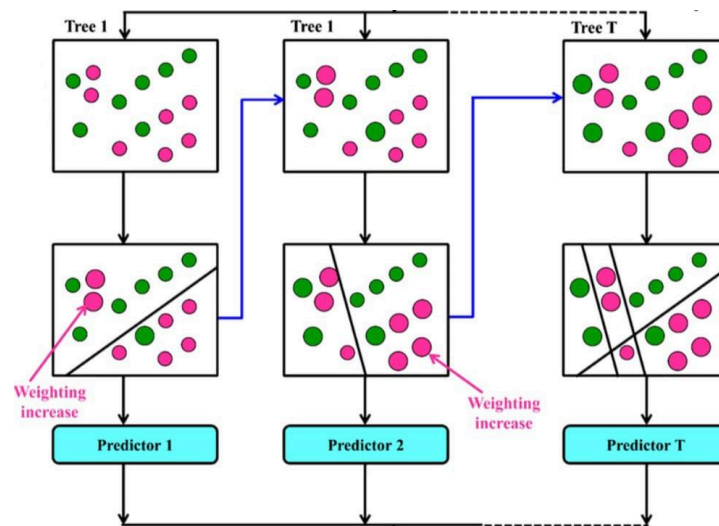 Tree 1
Tree 1
Tree T
Weighting
increase
Weighting
increase
Predictor 1
Predictor 2
Predictor T